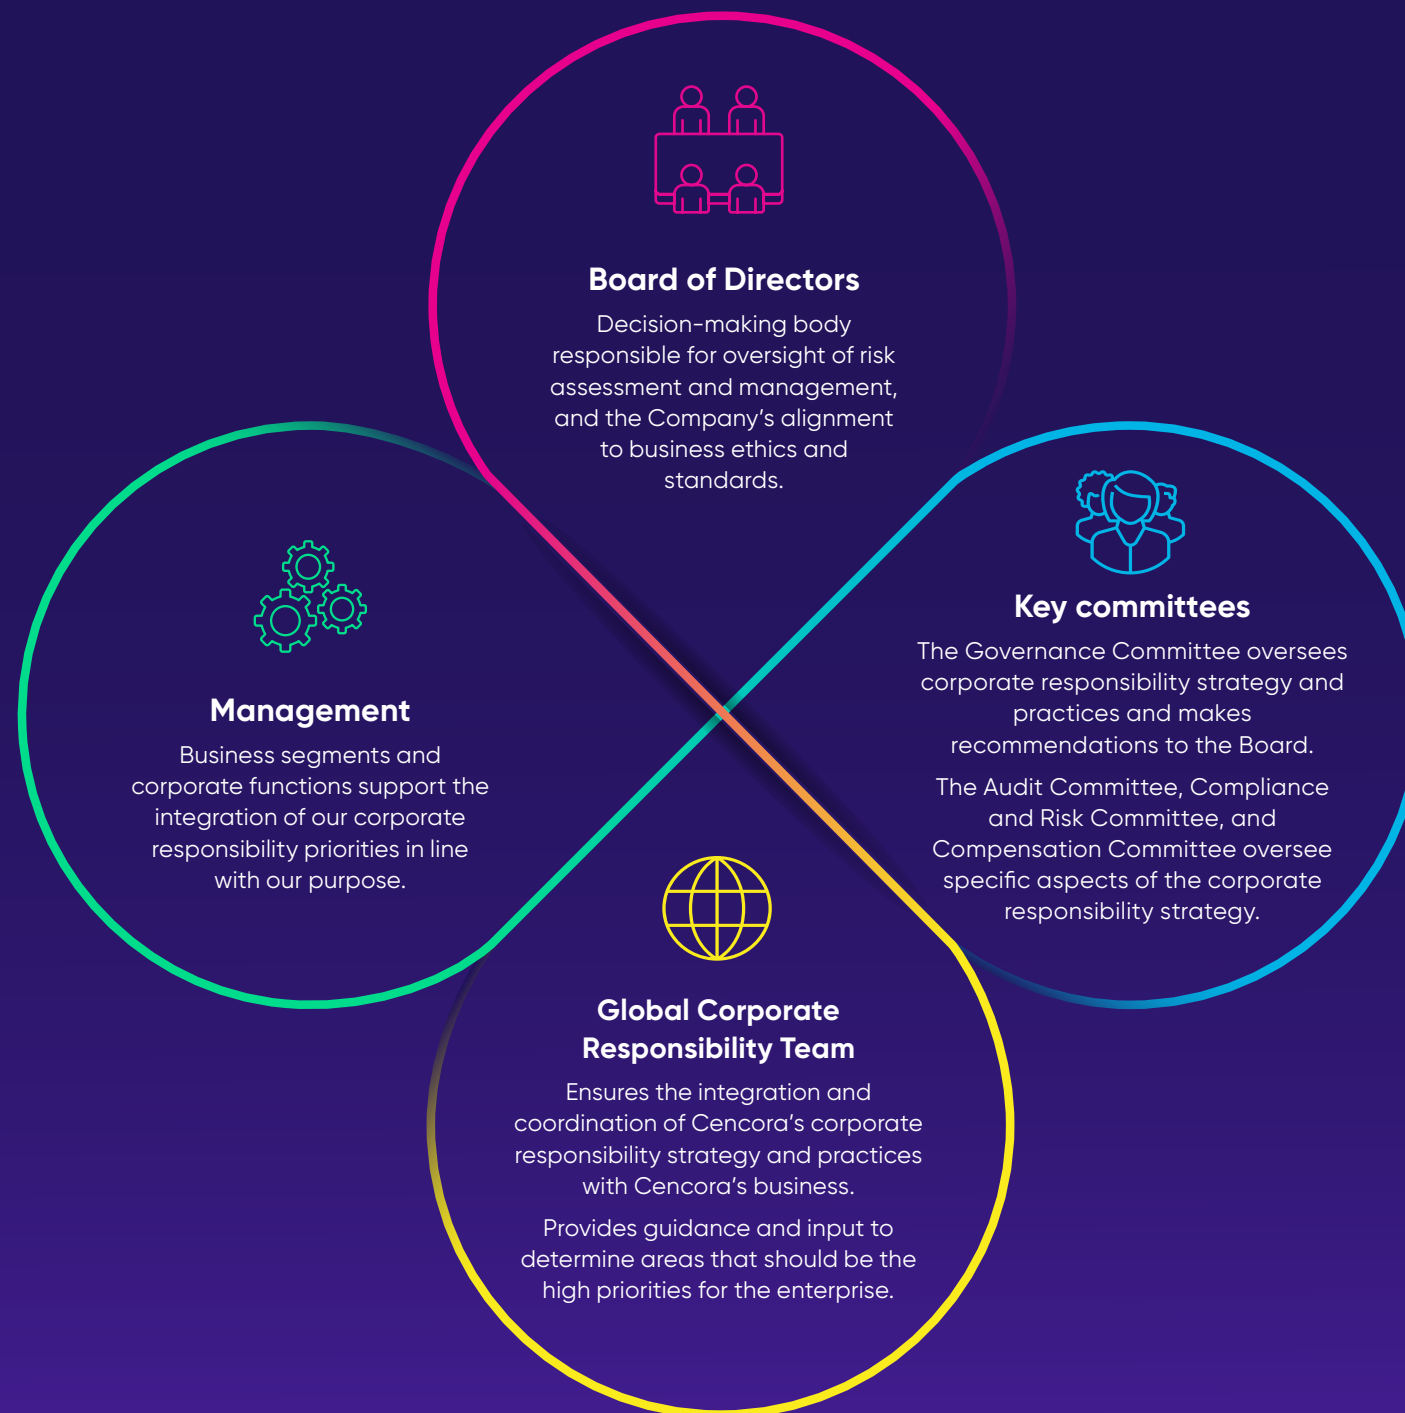 Board of Directors
Decision-making body
responsible for oversight of risk
assessment and management,
and the Company’s alignment
to business ethics and
standards.
Management
Business segments and
corporate functions support the
integration of our corporate
responsibility priorities in line
with our purpose.
Key committees
The Governance Committee oversees
corporate responsibility strategy and
practices and makes
recommendations to the Board.
The Audit Committee, Compliance
and Risk Committee, and
Compensation Committee oversee
specific aspects of the corporate
responsibility strategy.
Global Corporate
Responsibility Team
Ensures the integration and
coordination of Cencora’s corporate
responsibility strategy and practices
with Cencora’s business.
Provides guidance and input to
determine areas that should be the
high priorities for the enterprise.